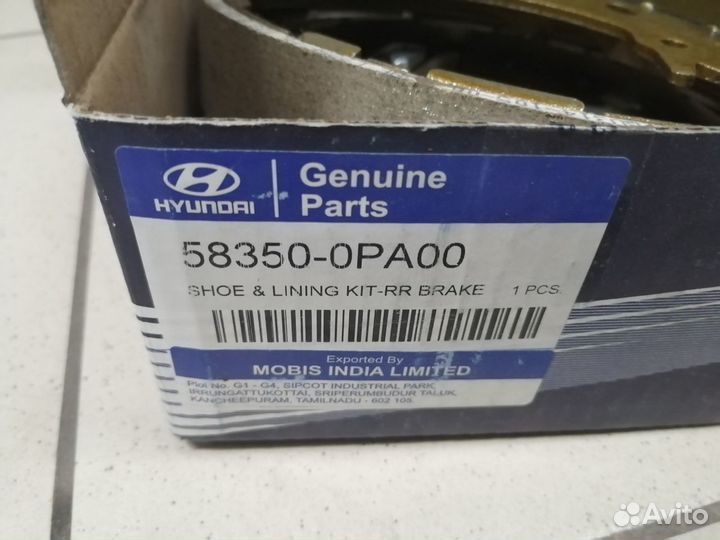 HYUNDAI
Genuine
Parts
58350-0PA00
SHOE & LINING KIT-RR BRAKE 1 PCS.
Exported By
MOBIS INDIA LIMITED
Plot No. G1 - G4, SIPCOT INDUSTRIAL PARK,
IRRUNGATTUKOTTAI, SRIPERUMBUDUR TALUK,
KANCHEEPURAM, TAMILNADU - 602 105.
Avito